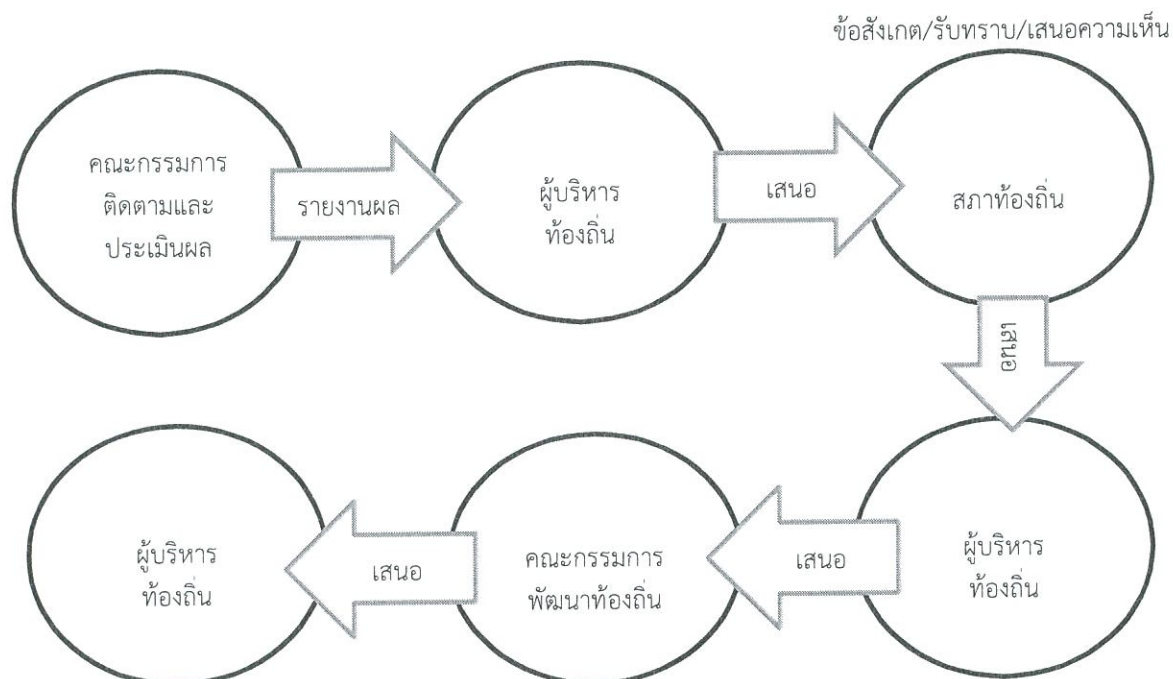 ข้อสังเกต/รับทราบ/เสนอความเห็น
คณะกรรมการ
ติดตามและ
ประเมินผล
รายงานผล
ผู้บริหาร
ท้องถิ่น
เสนอ
สภาท้องถิ่น
เสนอ
ผู้บริหาร
ท้องถิ่น
เสนอ
คณะกรรมการ
พัฒนาท้องถิ่น
เสนอ
ผู้บริหาร
ท้องถิ่น